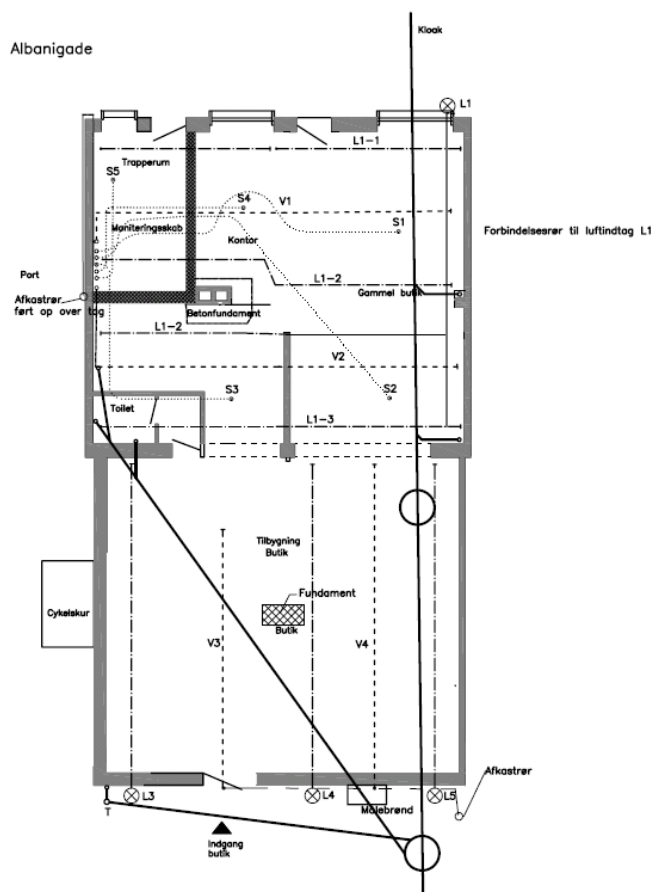 Kloak
Albanigade
L1
L1-1
Trapperum
S5
S4
V1
S1
Maniteringsskab
Kontor
Forbindelsesrør til luftindtag L1
Port
L1-2
Gammel butik
Afkastrør
ført op over tag
Betonfundament
L1-2
V2
S3
S2
Toilet
L1-3
Tilbygning
Butik
Fundament
Cykelskur
Butik
V3
V4
Afkastrør
L3
L4
L5
Målebrønd
T
Indgang
butik